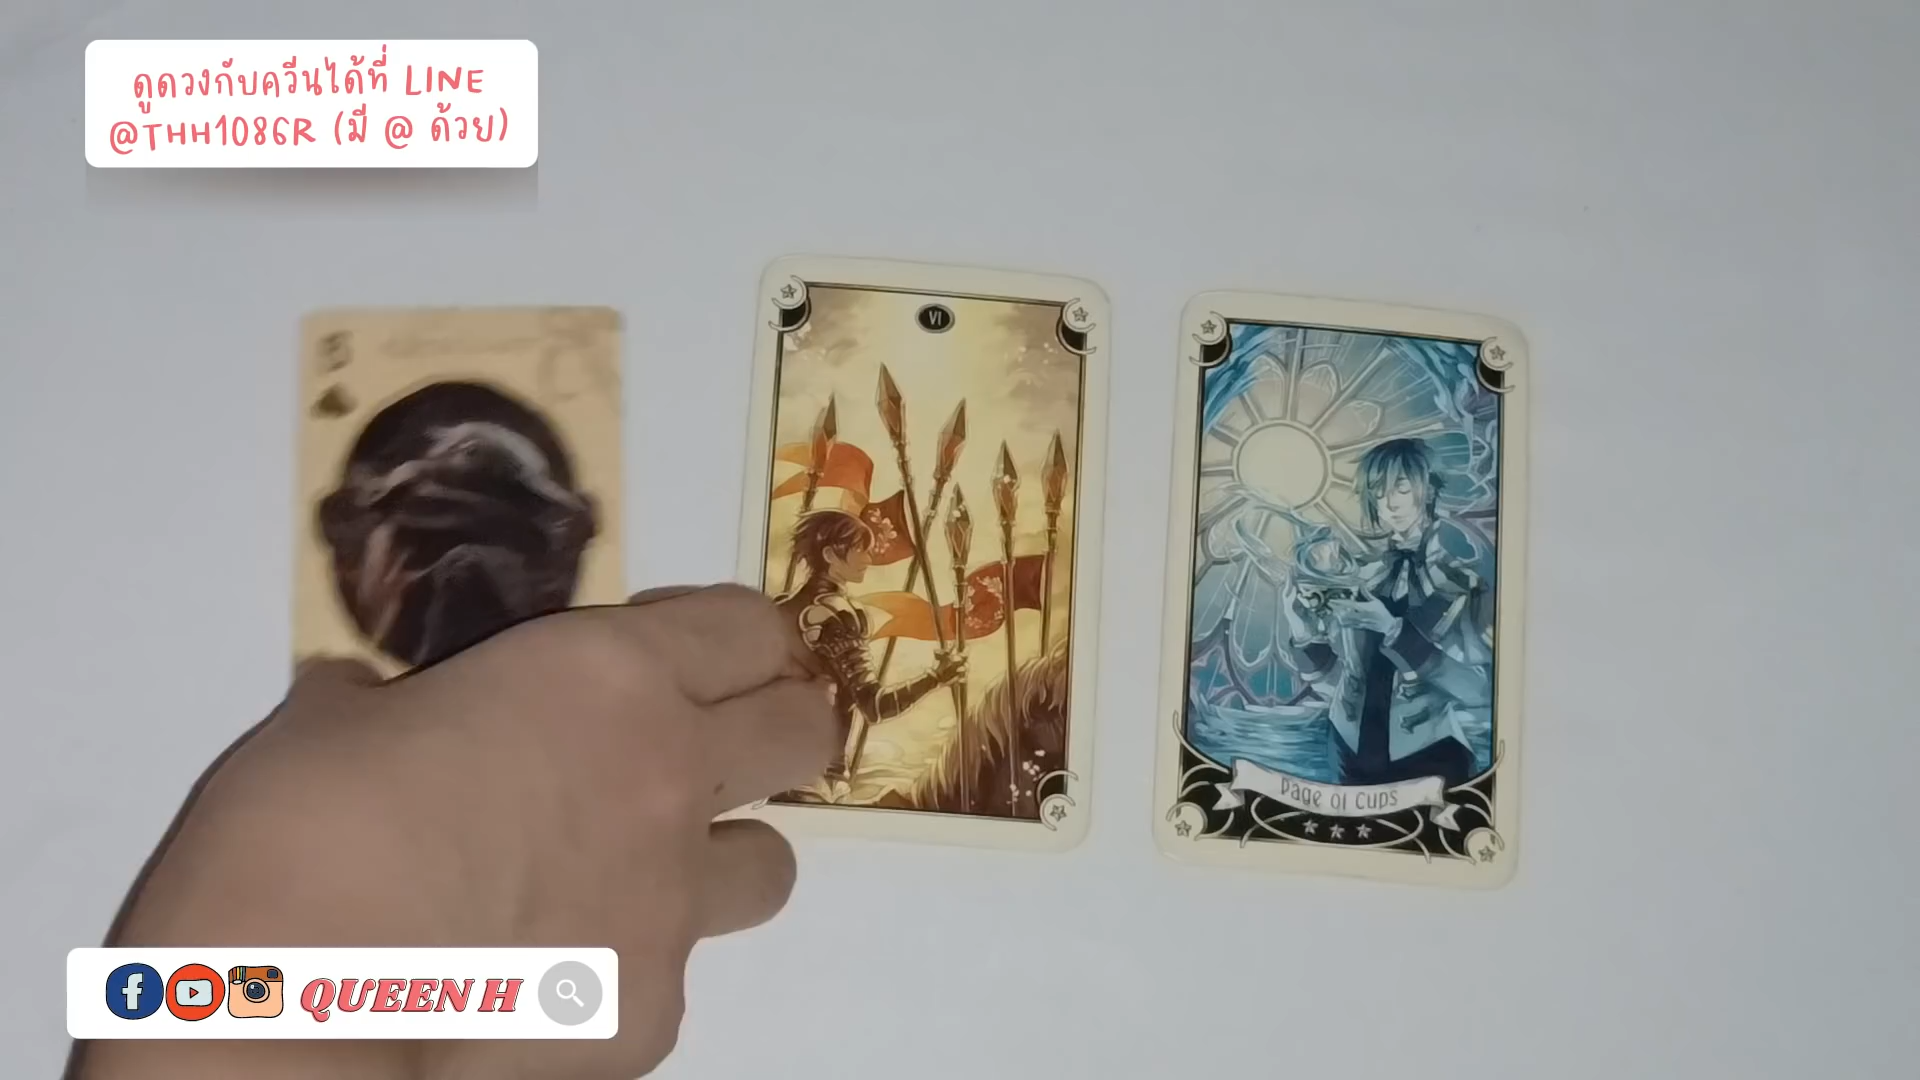 ดูดวงกับควีนได้ที่ LINE
@THH1086R (มี @ ด้วย)
VI
Page of Cups
QUEEN H